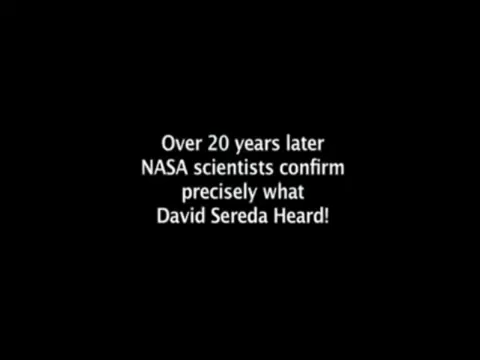 Over 20 years later
NASA scientists confirm
precisely what
David Sereda Heard!